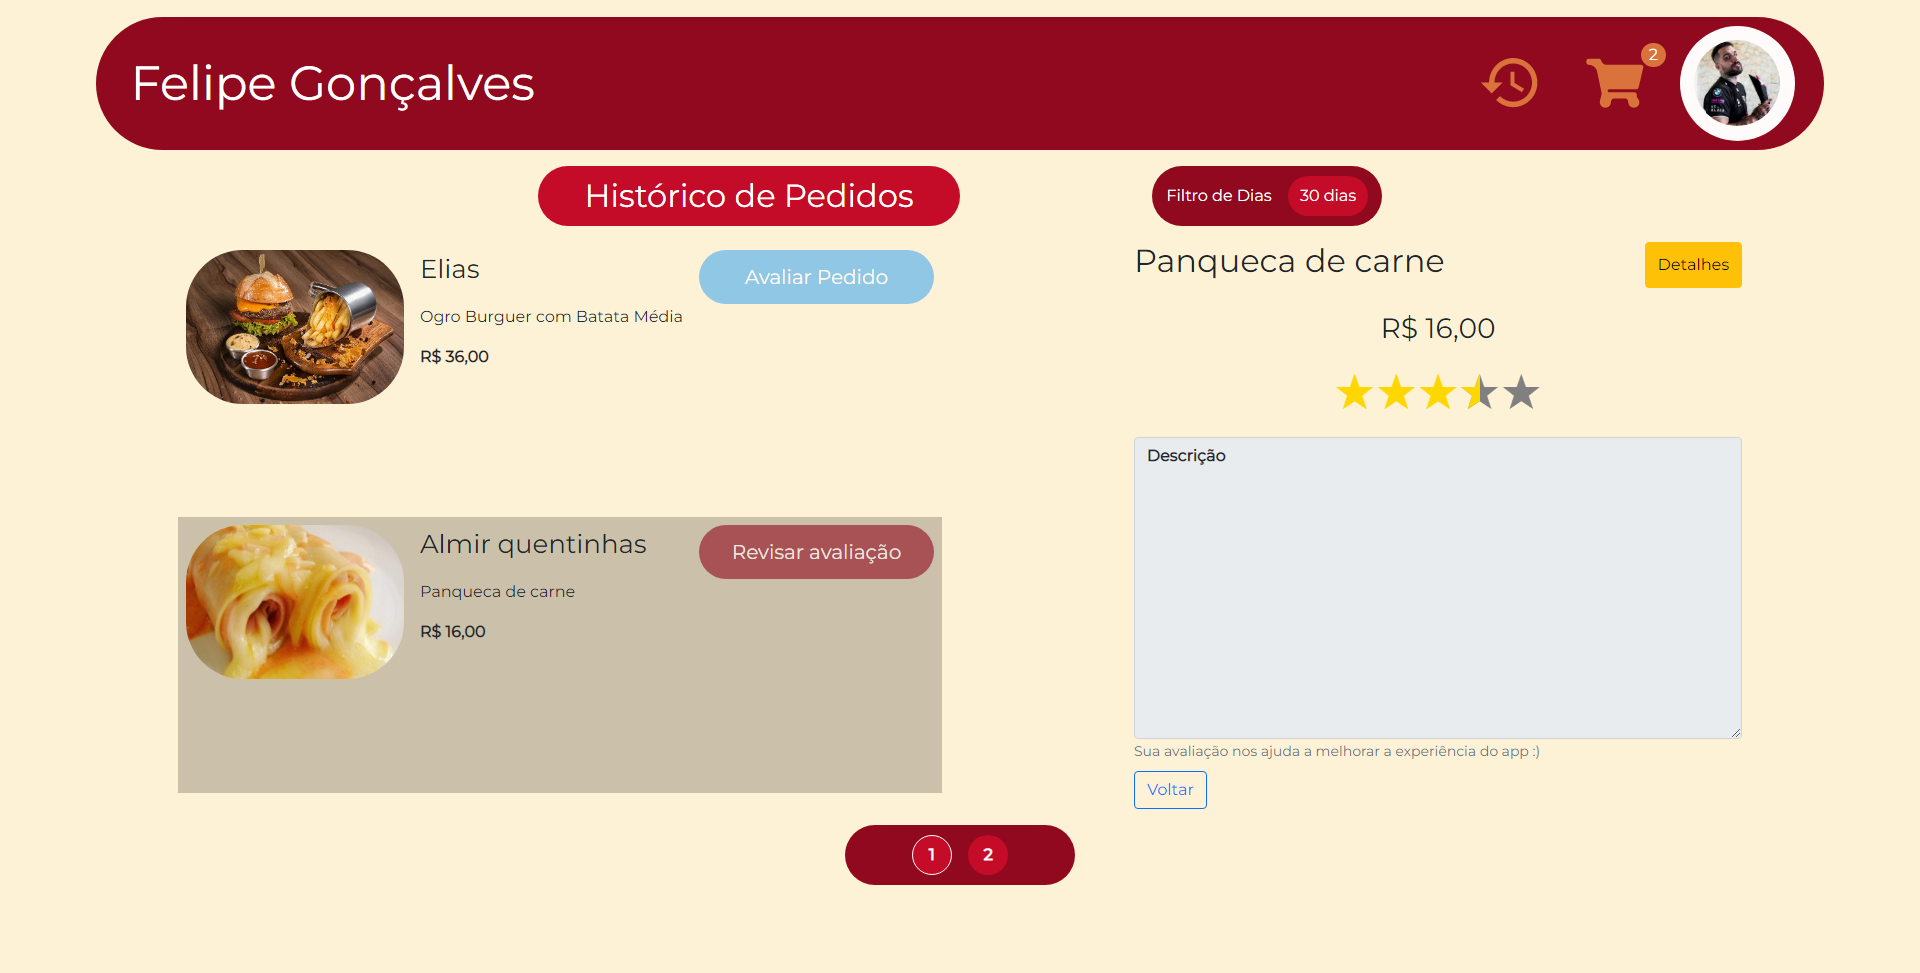 Felipe Gonçalves
2
Histórico de Pedidos
Filtro de Dias 30 dias
Elias
Avaliar Pedido
Ogro Burguer com Batata Média
R$ 36,00
Almir quentinhas
Revisar avaliação
Panqueca de carne
R$ 16,00
Panqueca de carne
Detalhes
R$ 16,00
Descrição
Sua avaliação nos ajuda a melhorar a experiência do app :)
Voltar
1 2